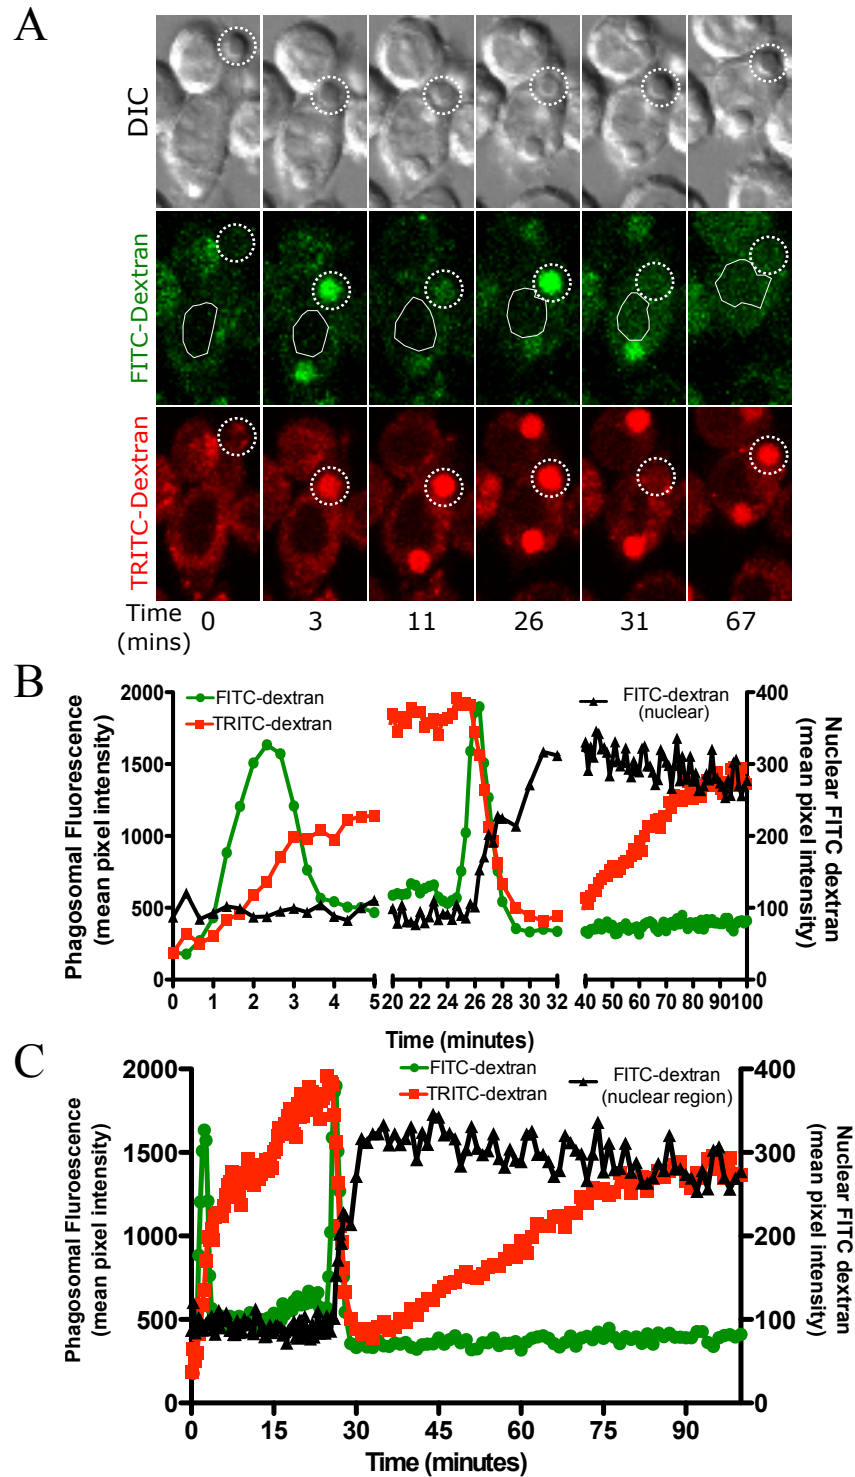 A
DIC
FITC-Dextran
TRITC-Dextran
Time (mins) 0 3 11 26 31 67
B
Phagosomal Fluorescence
(mean pixel intensity)
2000
1500
1000
500
0
FITC-dextran
TRITC-dextran
FITC-dextran
(nuclear)
400
300
200
100
0
Nuclear FITC dextran
(mean pixel intensity)
0 1 2 3 4 5 20 22 24 26 28 30 32 40 50 60 70 80 90 100
Time (minutes)
C
Phagosomal Fluroescence
(mean pixel intensity)
2000
1500
1000
500
0
FITC-dextran
TRITC-dextran
FITC-dextran
(nuclear region)
400
300
200
100
0
Nuclear FITC dextran
(mean pixel intensity)
0 15 30 45 60 75 90
Time (minutes)